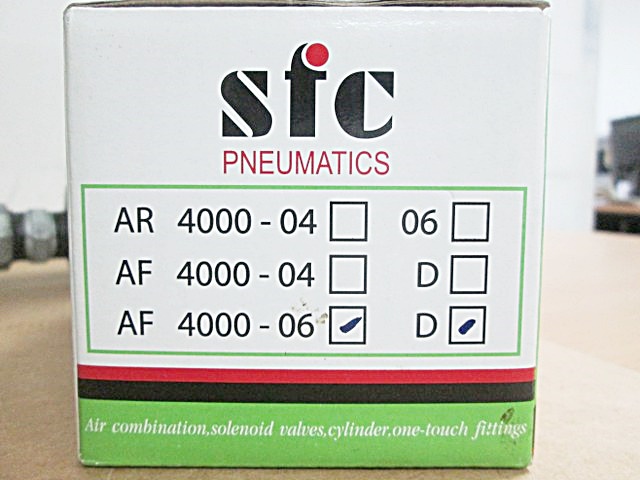 sfc
PNEUMATICS
AR 4000 - 04 06
AF 4000 - 04 D
AF 4000 - 06 D
Air combination,solenoid valves,cylinder,one-touch fittings